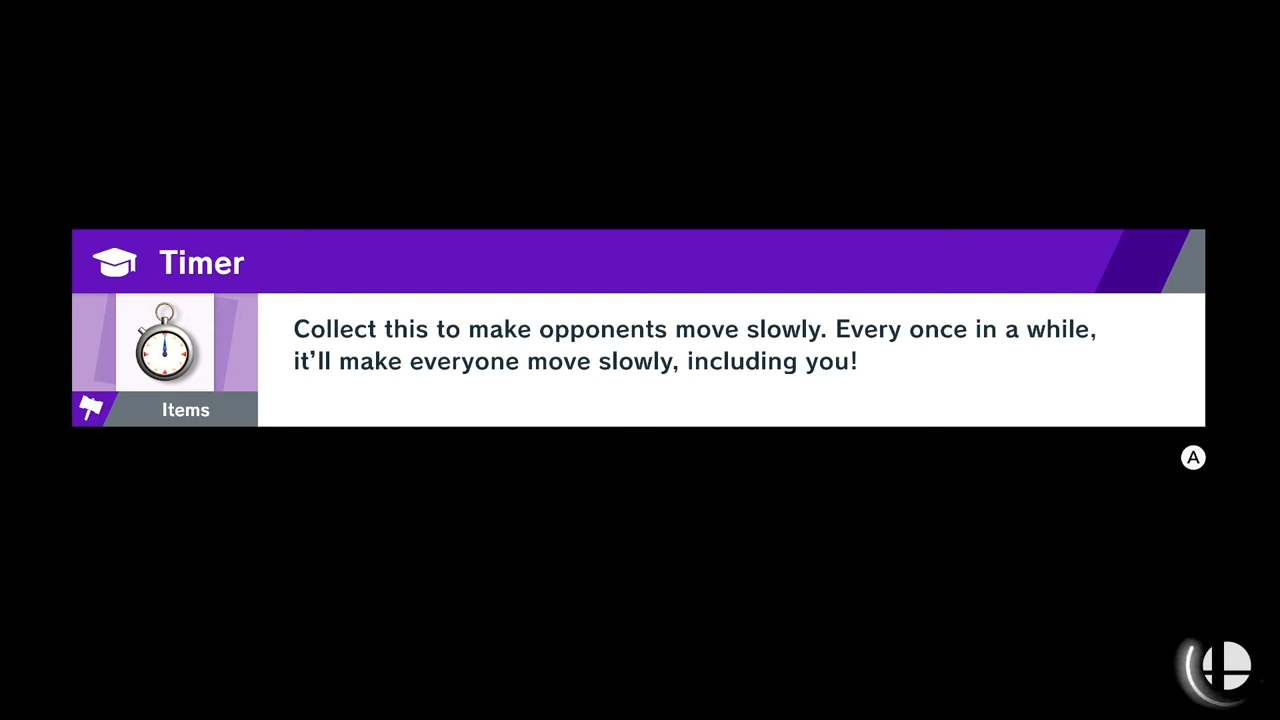 Timer
Collect this to make opponents move slowly. Every once in a while,
it’ll make everyone move slowly, including you!
Items
A